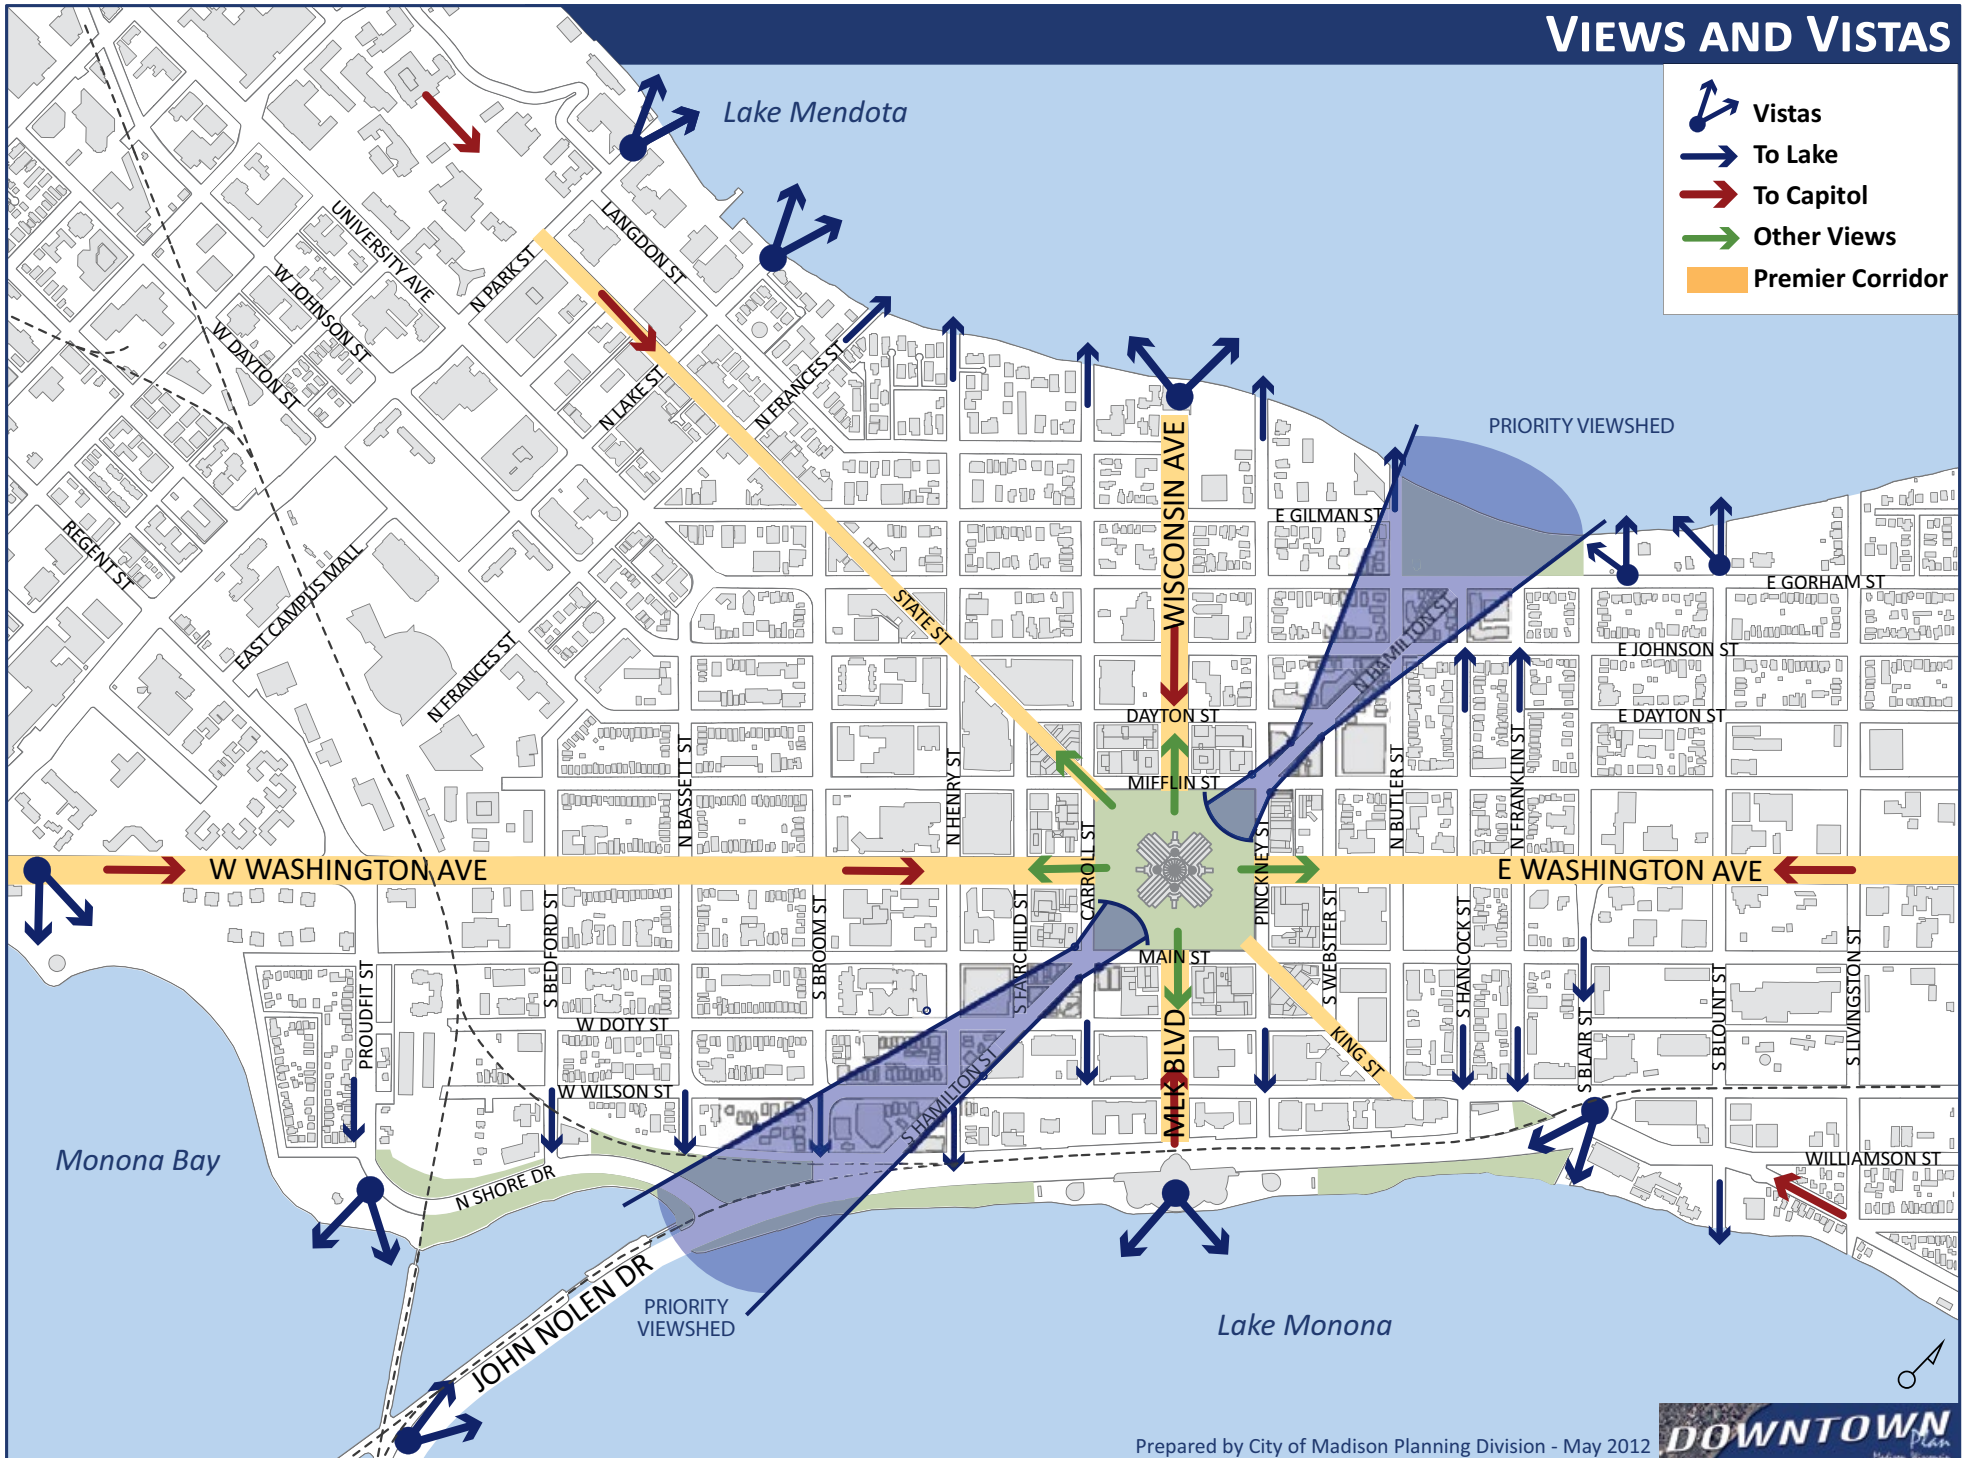 VIEWS AND VISTAS
Vistas
To Lake
To Capitol
Other Views
Premier Corridor
Lake Mendota
LANGDON ST
UNIVERSITY AVE
N PARK ST
W JOHNSON ST
W DAYTON ST
N LAKE ST
N FRANCES ST
PRIORITY VIEWSHED
WISCONSIN AVE
E GILMAN ST
REGENT ST
EAST CAMPUS MALL
STATE ST
E GORHAM ST
N HAMILTON ST
E JOHNSON ST
N FRANCES ST
DAYTON ST
E DAYTON ST
N BASSETT ST
N HENRY ST
MIFFLIN ST
N BUTLER ST
N FRANKLIN ST
CARROLL ST
PINCKNEY ST
W WASHINGTON AVE
E WASHINGTON AVE
S BEDFORD ST
S BROOM ST
S FAIRCHILD ST
MAIN ST
S WEBSTER ST
S HANCOCK ST
PROUDFIT ST
W DOTY ST
MLK BLVD
KING ST
S BLAIR ST
S BLOUNT ST
S LIVINGSTON ST
W WILSON ST
S HAMILTON ST
Monona Bay
N SHORE DR
WILLIAMSON ST
JOHN NOLEN DR
PRIORITY
VIEWSHED
Lake Monona
Prepared by City of Madison Planning Division - May 2012
DOWNTOWN
Plan
Madison Wisconsin